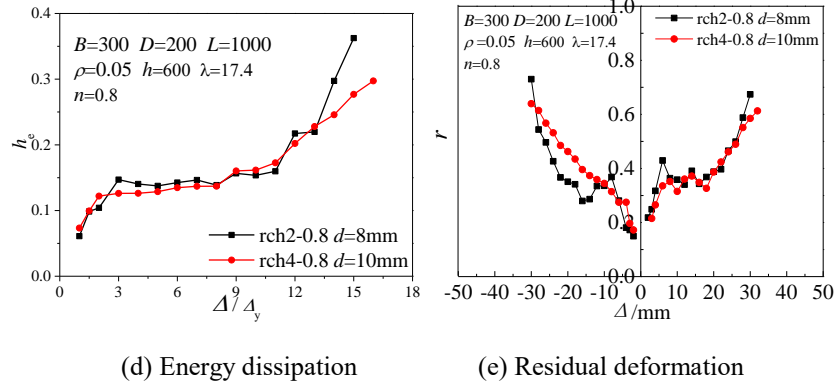 B=300 D=200 L=1000
ρ=0.05 h=600 λ=17.4
n=0.8
0.4
0.3
0.2
0.1
0.0
h_e
rch2-0.8 d=8mm
rch4-0.8 d=10mm
0 3 6 9 12 15 18
Δ/Δ_y
(d) Energy dissipation
B=300 D=200 L=1000
ρ=0.05 h=600 λ=17.4
n=0.8
rch2-0.8 d=8mm
rch4-0.8 d=10mm
1.0
0.8
0.6
0.4
0.2
0.0
r
-50 -40 -30 -20 -10 0 10 20 30 40 50
Δ/mm
(e) Residual deformation